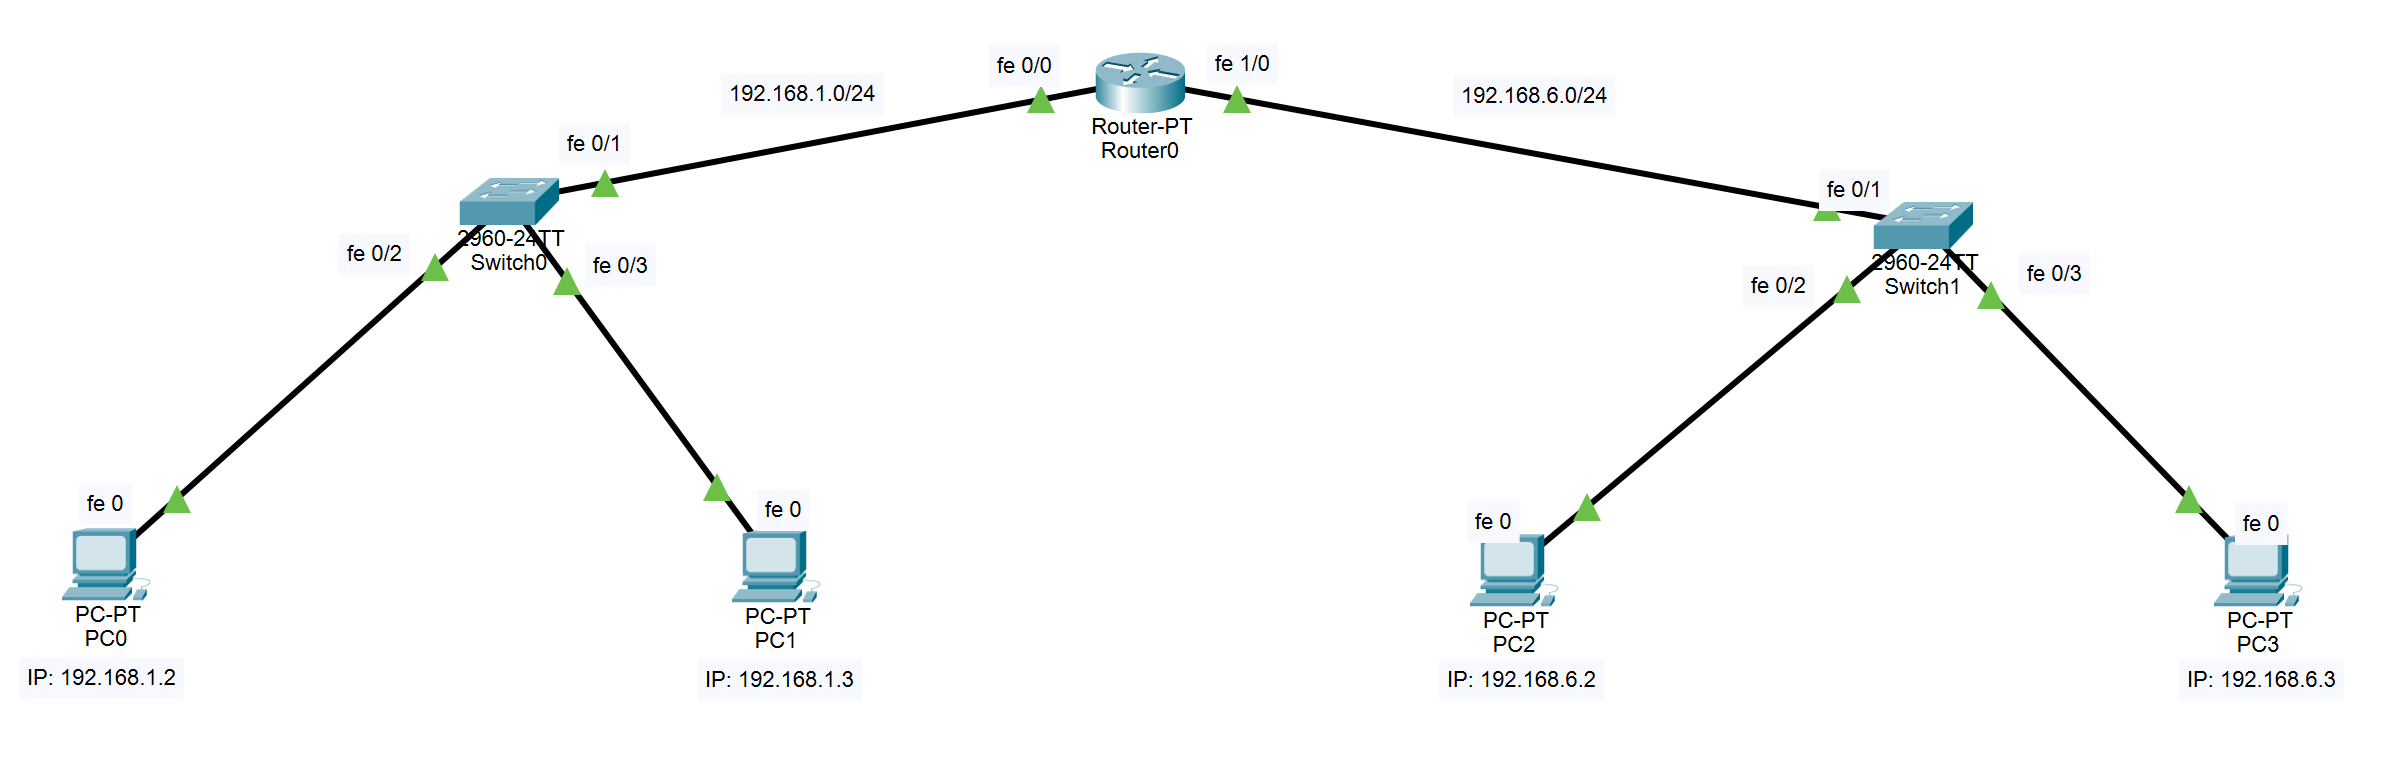 fe 0/0
fe 1/0
192.168.1.0/24
192.168.6.0/24
Router-PT
Router0
fe 0/1
fe 0/1
2960-24TT
Switch0
fe 0/2
fe 0/3
2960-24TT
Switch1
fe 0/2
fe 0/3
fe 0
fe 0
fe 0
fe 0
PC-PT
PC0
IP: 192.168.1.2
PC-PT
PC1
IP: 192.168.1.3
PC-PT
PC2
IP: 192.168.6.2
PC-PT
PC3
IP: 192.168.6.3